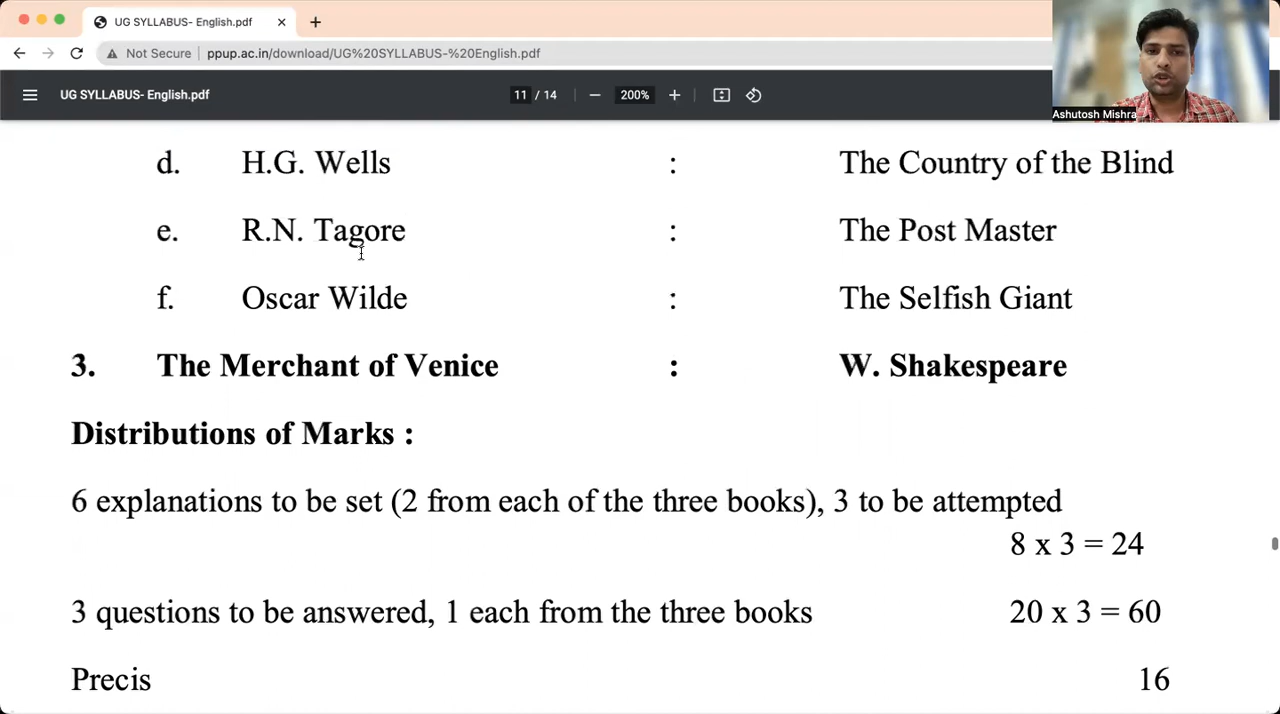 UG SYLLABUS- English.pdf
Not Secure ppup.ac.in/download/UG%20SYLLABUS-%20English.pdf
UG SYLLABUS- English.pdf 11 / 14 200%
Ashutosh Mishra
d. H.G. Wells : The Country of the Blind
e. R.N. Tagore : The Post Master
f. Oscar Wilde : The Selfish Giant
3. The Merchant of Venice : W. Shakespeare
Distributions of Marks :
6 explanations to be set (2 from each of the three books), 3 to be attempted
8 x 3 = 24
3 questions to be answered, 1 each from the three books 20 x 3 = 60
Precis 16